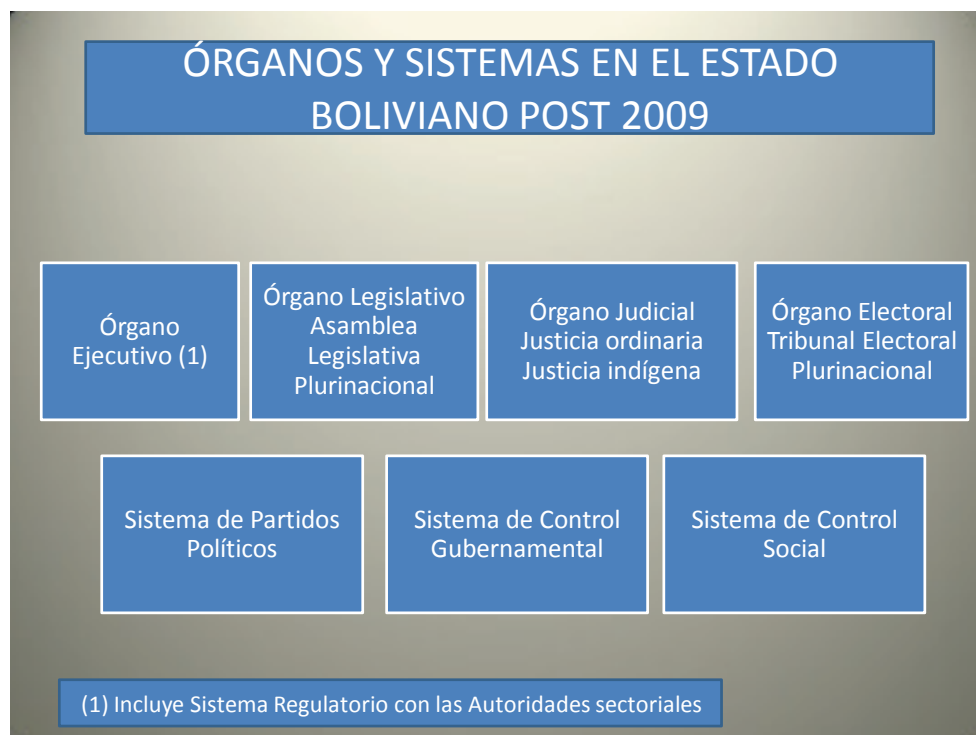 ÓRGANOS Y SISTEMAS EN EL ESTADO
BOLIVIANO POST 2009
Órgano
Ejecutivo (1)
Órgano Legislativo
Asamblea
Legislativa
Plurinacional
Órgano Judicial
Justicia ordinaria
Justicia indígena
Órgano Electoral
Tribunal Electoral
Plurinacional
Sistema de Partidos
Políticos
Sistema de Control
Gubernamental
Sistema de Control
Social
(1) Incluye Sistema Regulatorio con las Autoridades sectoriales